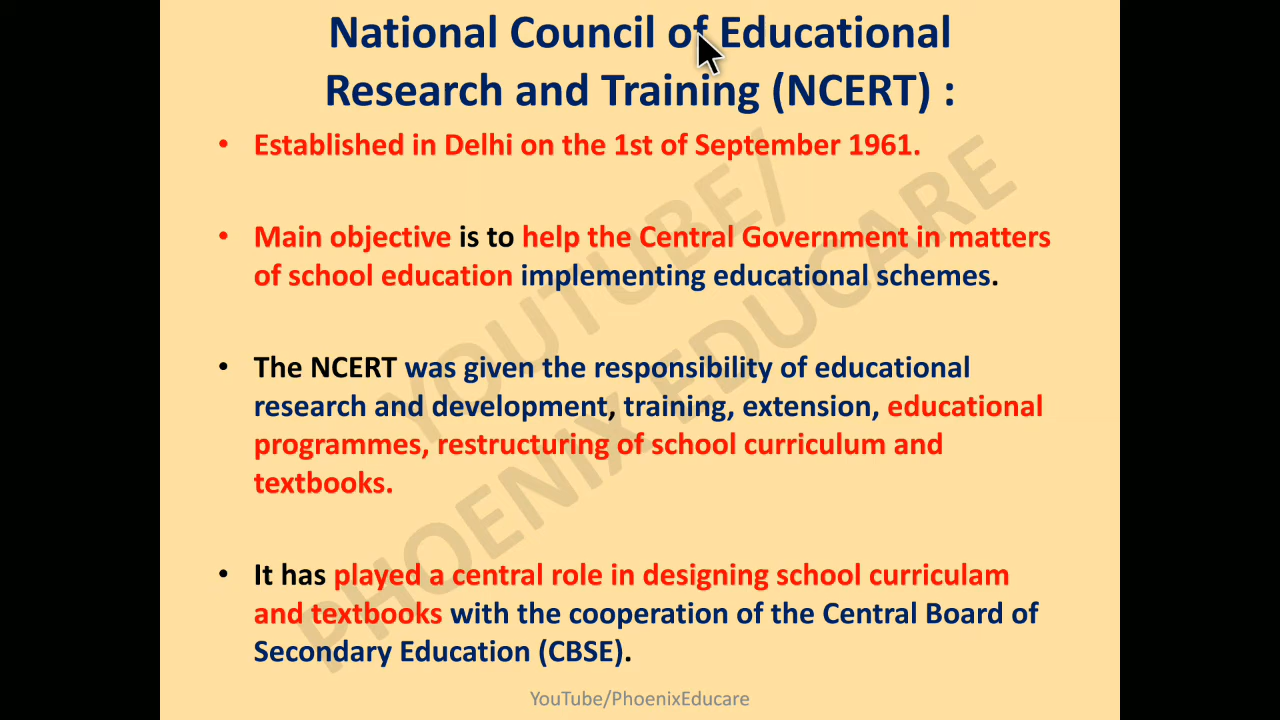 National Council of Educational
Research and Training (NCERT) :
• Established in Delhi on the 1st of September 1961.
• Main objective is to help the Central Government in matters
of school education implementing educational schemes.
• The NCERT was given the responsibility of educational
research and development, training, extension, educational
programmes, restructuring of school curriculum and
textbooks.
• It has played a central role in designing school curriculam
and textbooks with the cooperation of the Central Board of
Secondary Education (CBSE).
YOUTUBE/
PHOENIX EDUCARE
YouTube/PhoenixEducare